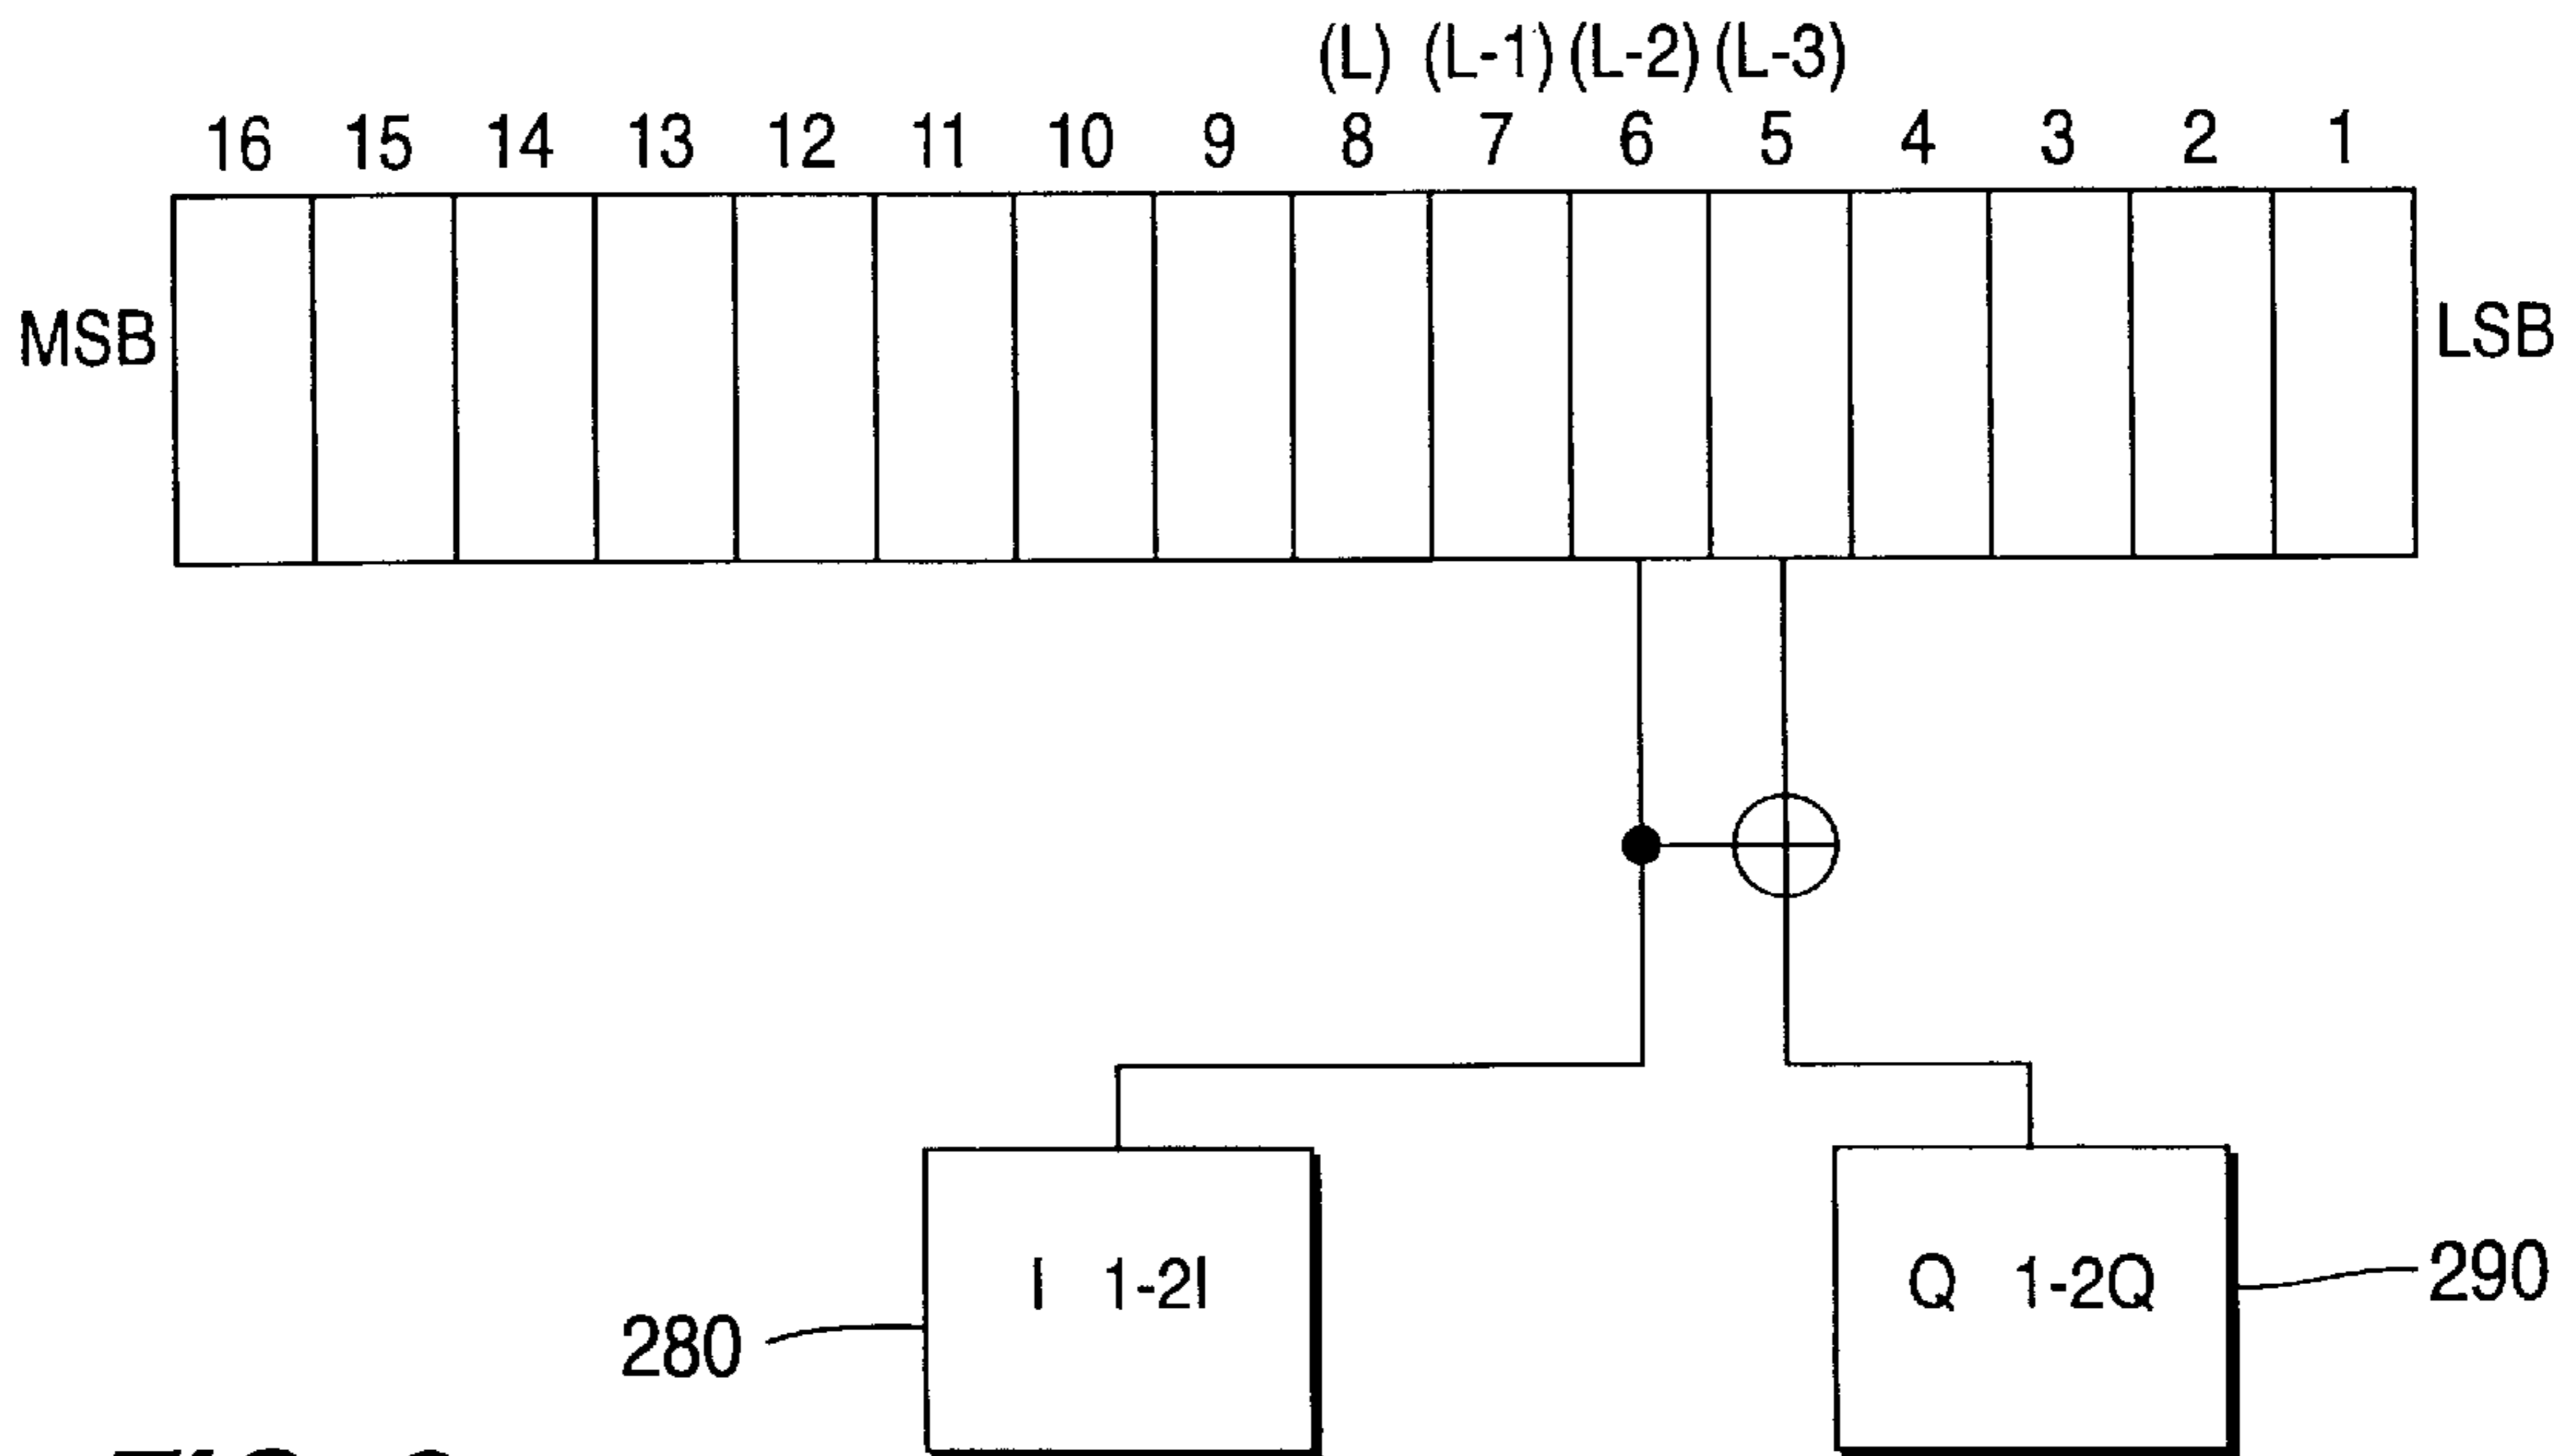 (L) (L-1) (L-2) (L-3)
16 15 14 13 12 11 10 9 8 7 6 5 4 3 2 1
MSB LSB
I 1-2I
Q 1-2Q
280
290